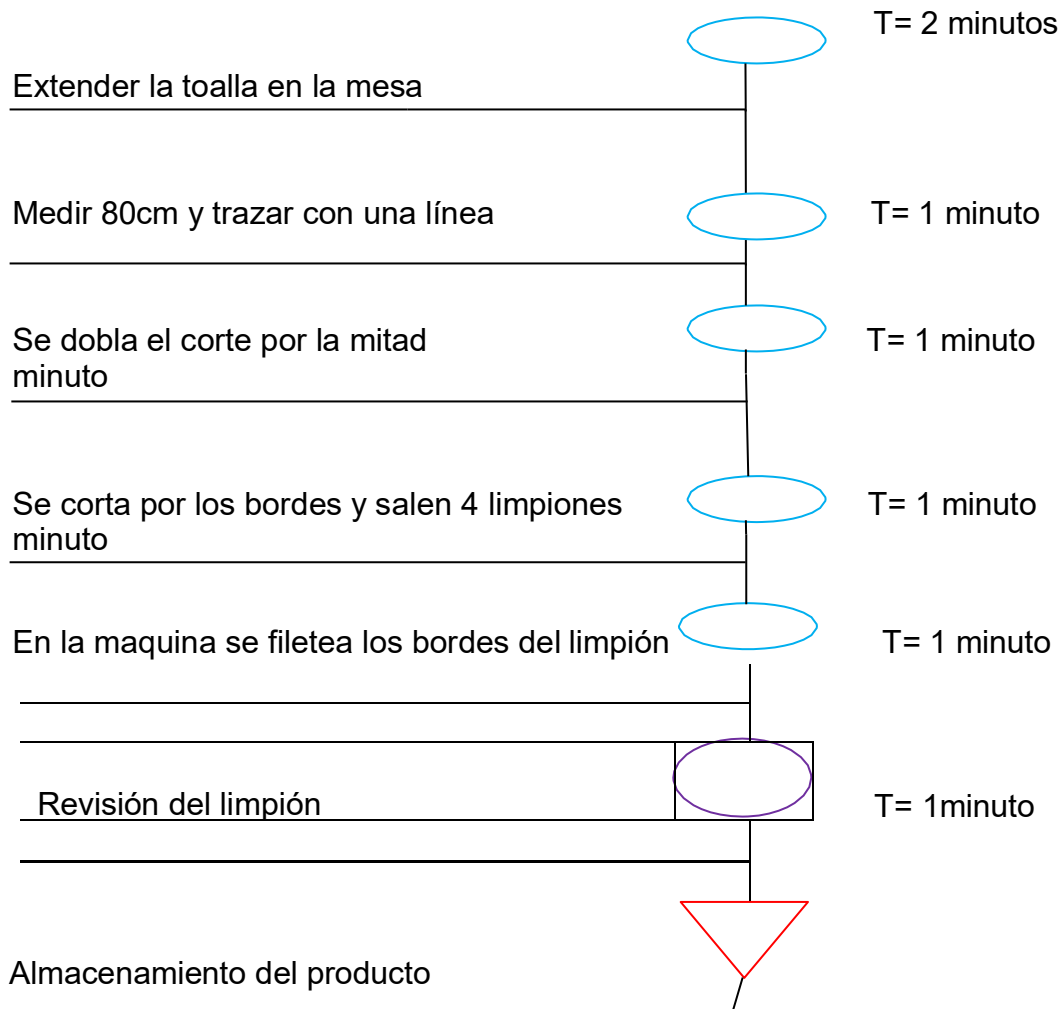 T= 2 minutos
Extender la toalla en la mesa
Medir 80cm y trazar con una línea
T= 1 minuto
Se dobla el corte por la mitad
T= 1 minuto
minuto
Se corta por los bordes y salen 4 limpiones
T= 1 minuto
minuto
En la maquina se filetea los bordes del limpión
T= 1 minuto
Revisión del limpión
T= 1minuto
Almacenamiento del producto